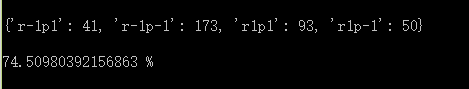 {'r-1p1': 41, 'r-1p-1': 173, 'r1p1': 93, 'r1p-1': 50}
74.50980392156863 %